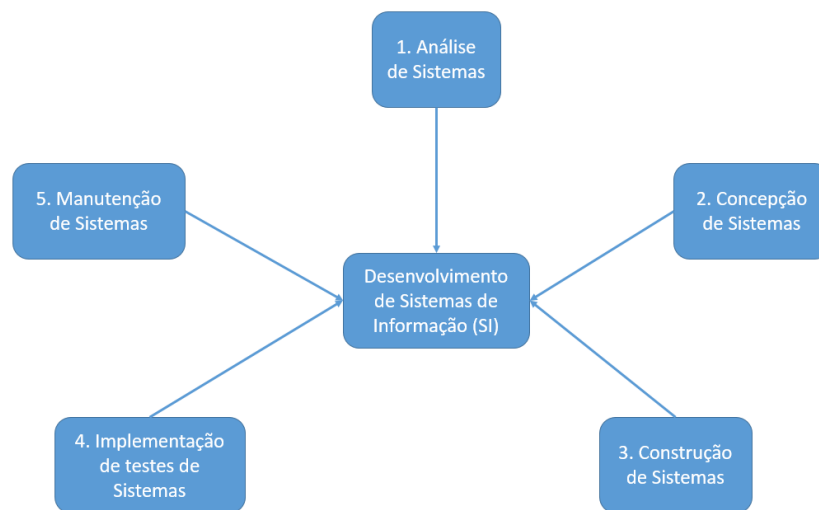 1. Análise
de Sistemas
2. Concepção
de Sistemas
3. Construção
de Sistemas
4. Implementação
de testes de
Sistemas
5. Manutenção
de Sistemas
Desenvolvimento
de Sistemas de
Informação (SI)